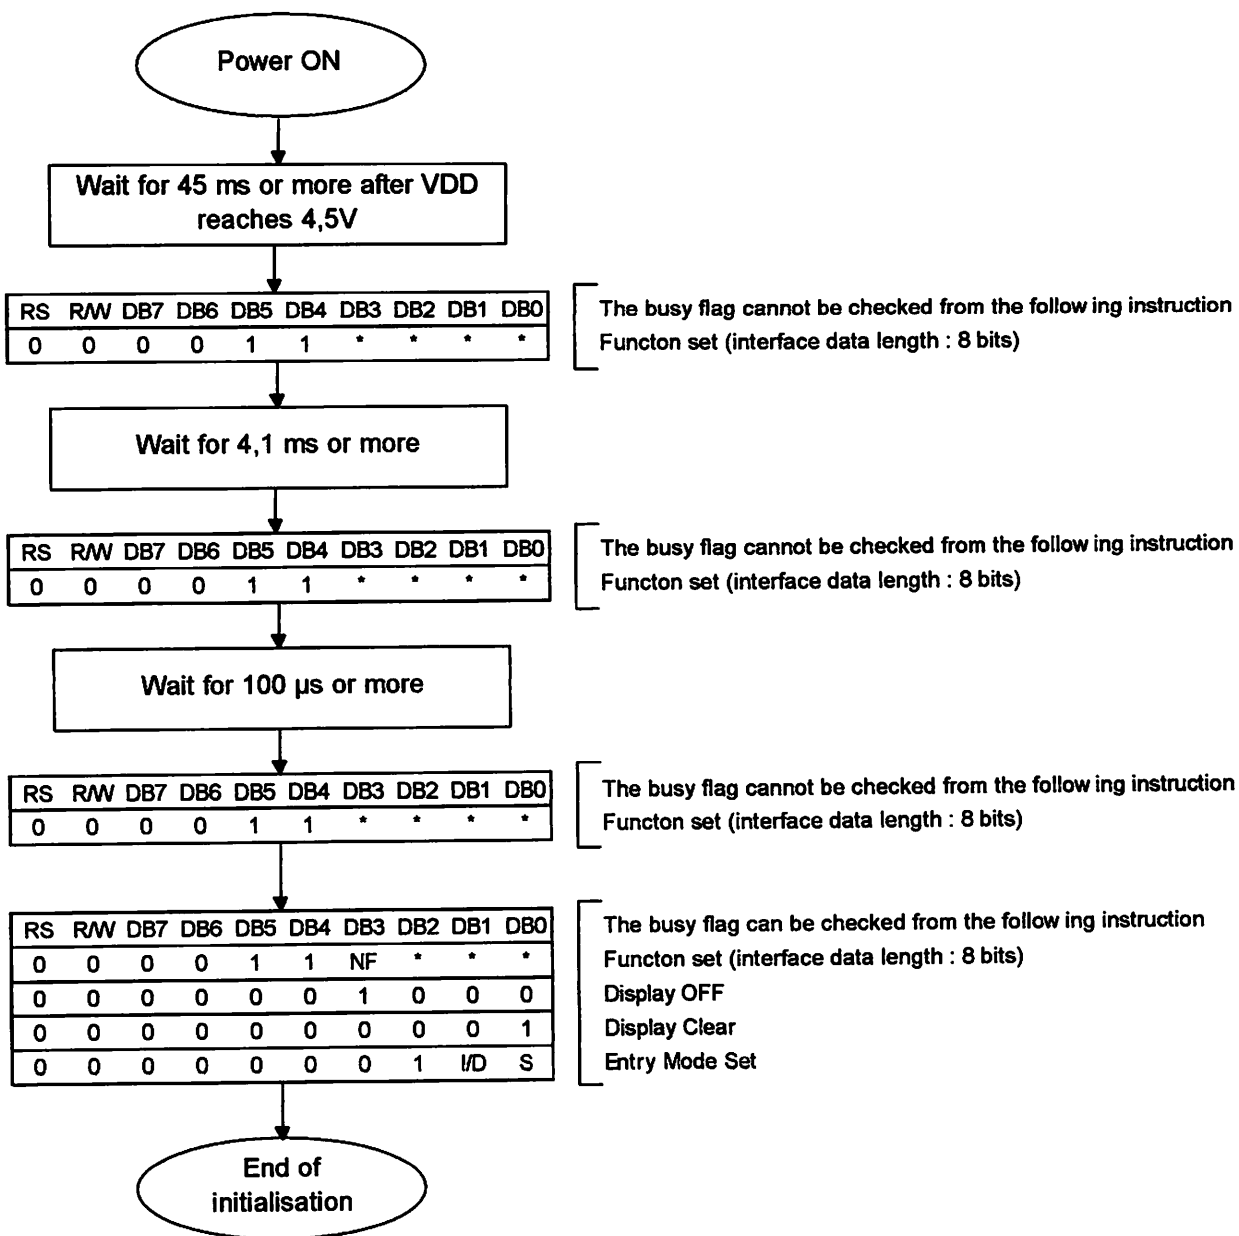 Power ON
Wait for 45 ms or more after VDD
reaches 4,5V
RS R/W DB7 DB6 DB5 DB4 DB3 DB2 DB1 DB0
0 0 0 0 1 1 * * * *
The busy flag cannot be checked from the follow ing instruction
Functon set (interface data length : 8 bits)
Wait for 4,1 ms or more
RS R/W DB7 DB6 DB5 DB4 DB3 DB2 DB1 DB0
0 0 0 0 1 1 * * * *
The busy flag cannot be checked from the follow ing instruction
Functon set (interface data length : 8 bits)
Wait for 100 µs or more
RS R/W DB7 DB6 DB5 DB4 DB3 DB2 DB1 DB0
0 0 0 0 1 1 * * * *
The busy flag cannot be checked from the follow ing instruction
Functon set (interface data length : 8 bits)
RS R/W DB7 DB6 DB5 DB4 DB3 DB2 DB1 DB0
The busy flag can be checked from the follow ing instruction
0 0 0 0 1 1 NF * * *
Functon set (interface data length : 8 bits)
0 0 0 0 0 0 1 0 0 0
Display OFF
0 0 0 0 0 0 0 0 0 1
Display Clear
0 0 0 0 0 0 0 1 I/D S
Entry Mode Set
End of
initialisation